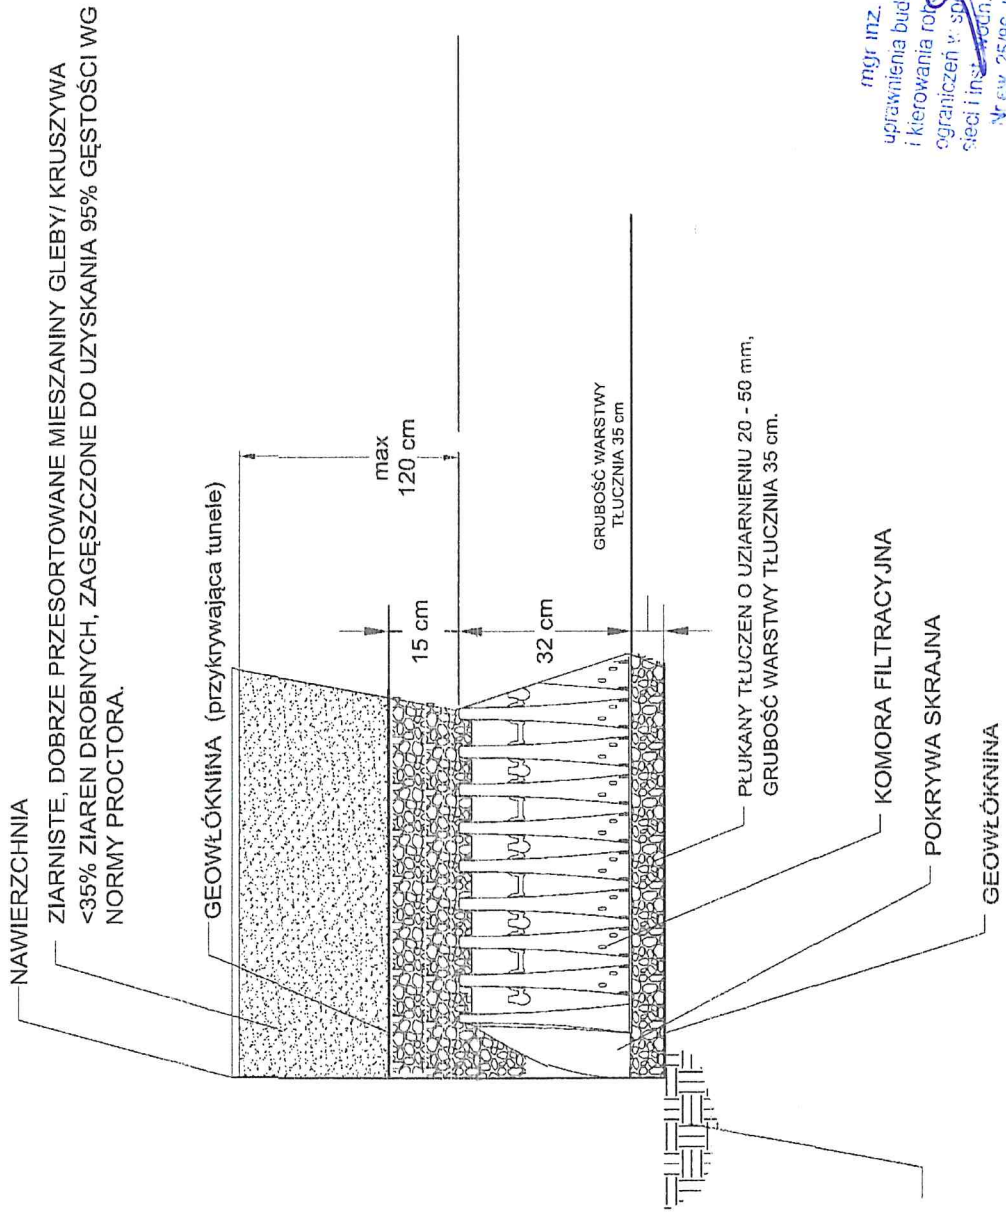 NAWIERZCHNIA
ZIARNISTE, DOBRZE PRZESORTOWANE MIESZANINY GLEBY/ KRUSZYWA
<35% ZIAREN DROBNYCH, ZAGĘSZCZONE DO UZYSKANIA 95% GĘSTOŚCI WG
NORMY PROCTORA.
GEOWŁÓKNINA (przykrywająca tunele)
max
120 cm
15 cm
32 cm
GRUBOŚĆ WARSTWY
TŁUCZNIA 35 cm
PŁUKANY TŁUCZEŃ O UZIARNIENIU 20 - 50 mm,
GRUBOŚĆ WARSTWY TŁUCZNIA 35 cm.
KOMORA FILTRACYJNA
POKRYWA SKRAJNA
GEOWŁÓKNINA
mgr inż.
uprawnienia bud
i kierowania rob
ograniczeń w sp
sieci i inst. wodn.